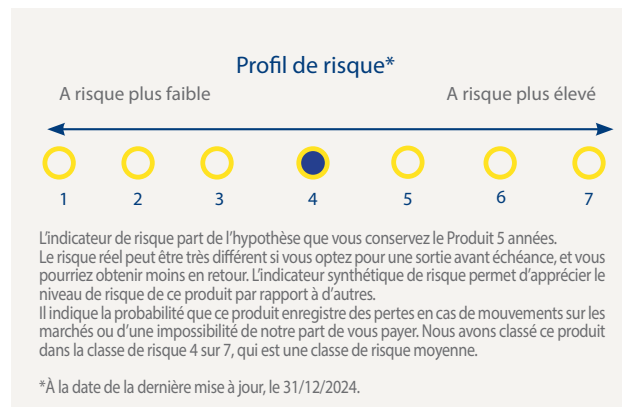 Profil de risque*
A risque plus faible
A risque plus élevé
1 2 3 4 5 6 7
L'indicateur de risque part de l'hypothèse que vous conservez le Produit 5 années.
Le risque réel peut être très différent si vous optez pour une sortie avant échéance, et vous
pourriez obtenir moins en retour. L'indicateur synthétique de risque permet d'apprécier le
niveau de risque de ce produit par rapport à d'autres.
Il indique la probabilité que ce produit enregistre des pertes en cas de mouvements sur les
marchés ou d'une impossibilité de notre part de vous payer. Nous avons classé ce produit
dans la classe de risque 4 sur 7, qui est une classe de risque moyenne.
*À la date de la dernière mise à jour, le 31/12/2024.